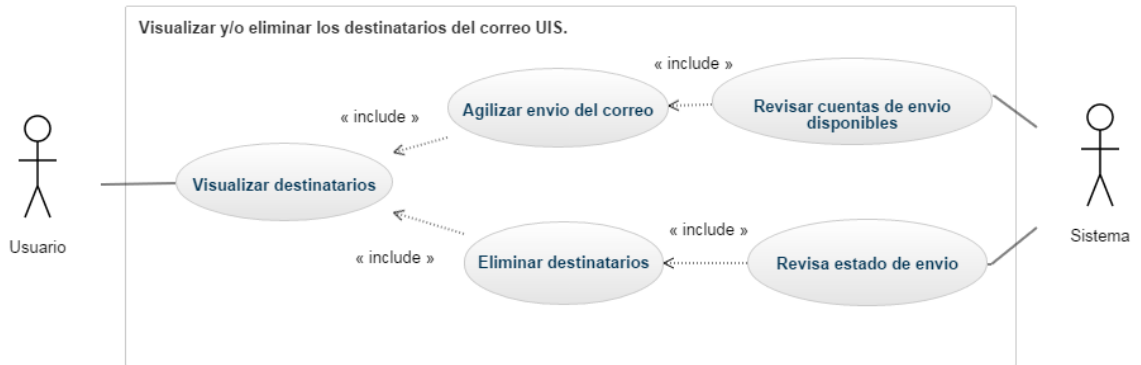 Visualizar y/o eliminar los destinatarios del correo UIS.
« include »
Agilizar envio del correo
Revisar cuentas de envio
disponibles
« include »
Visualizar destinatarios
Usuario
Sistema
« include »
« include »
Eliminar destinatarios
Revisa estado de envio